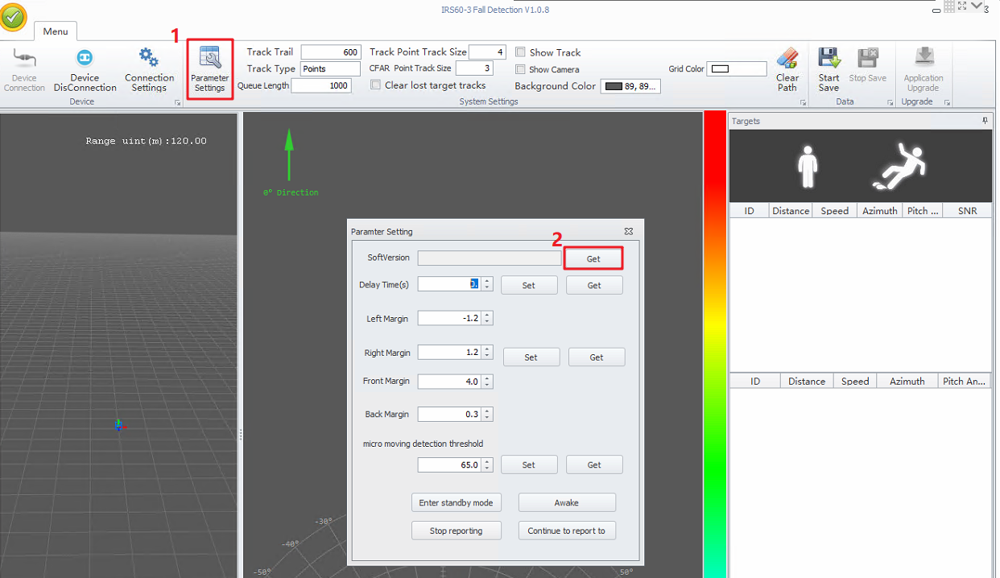 IRS60-3 Fall Detection V1.0.8
Menu
1
Device Connection
Device DisConnection
Connection Settings
Device
Parameter Settings
Track Trail 600
Track Type Points
Queue Length 1000
Track Point Track Size 4
CFAR Point Track Size 3
Clear lost target tracks
Show Track
Show Camera
Background Color 89, 89...
Grid Color
Clear Path
System Settings
Start Save
Stop Save
Data
Application Upgrade
Upgrade
Range uint(m):120.00
0° Direction
-30°
-40°
-50°
50°
Paramter Setting
2
SoftVersion Get
Delay Time(s) 0. Set Get
Left Margin -1.2
Right Margin 1.2 Set Get
Front Margin 4.0
Back Margin 0.3
micro moving detection threshold
65.0 Set Get
Enter standby mode Awake
Stop reporting Continue to report to
Targets
ID Distance Speed Azimuth Pitch ... SNR
ID Distance Speed Azimuth Pitch An...